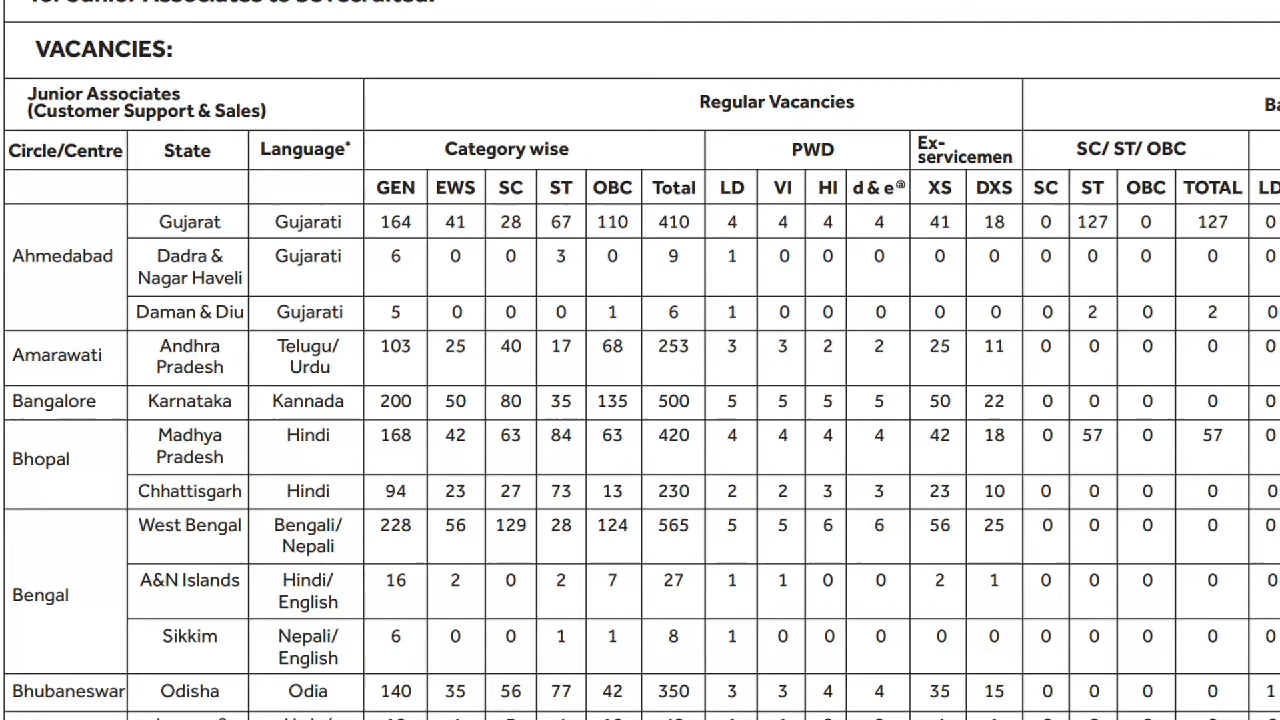 VACANCIES:
Junior Associates
(Customer Support & Sales)
Regular Vacancies
Circle/Centre State Language* Category wise PWD Ex-servicemen SC/ ST/ OBC
GEN EWS SC ST OBC Total LD VI HI d & e@ XS DXS SC ST OBC TOTAL LD
Ahmedabad Gujarat Gujarati 164 41 28 67 110 410 4 4 4 4 41 18 0 127 0 127 0
Dadra & Gujarati 6 0 0 3 0 9 1 0 0 0 0 0 0 0 0 0 0
Nagar Haveli
Daman & Diu Gujarati 5 0 0 0 1 6 1 0 0 0 0 0 0 2 0 2 0
Amarawati Andhra Telugu/ 103 25 40 17 68 253 3 3 2 2 25 11 0 0 0 0 0
Pradesh Urdu
Bangalore Karnataka Kannada 200 50 80 35 135 500 5 5 5 5 50 22 0 0 0 0 0
Bhopal Madhya Hindi 168 42 63 84 63 420 4 4 4 4 42 18 0 57 0 57 0
Pradesh
Chhattisgarh Hindi 94 23 27 73 13 230 2 2 3 3 23 10 0 0 0 0 0
Bengal West Bengal Bengali/ 228 56 129 28 124 565 5 5 6 6 56 25 0 0 0 0 0
Nepali
A&N Islands Hindi/ 16 2 0 2 7 27 1 1 0 0 2 1 0 0 0 0 0
English
Sikkim Nepali/ 6 0 0 1 1 8 1 0 0 0 0 0 0 0 0 0 0
English
Bhubaneswar Odisha Odia 140 35 56 77 42 350 3 3 4 4 35 15 0 0 0 0 1